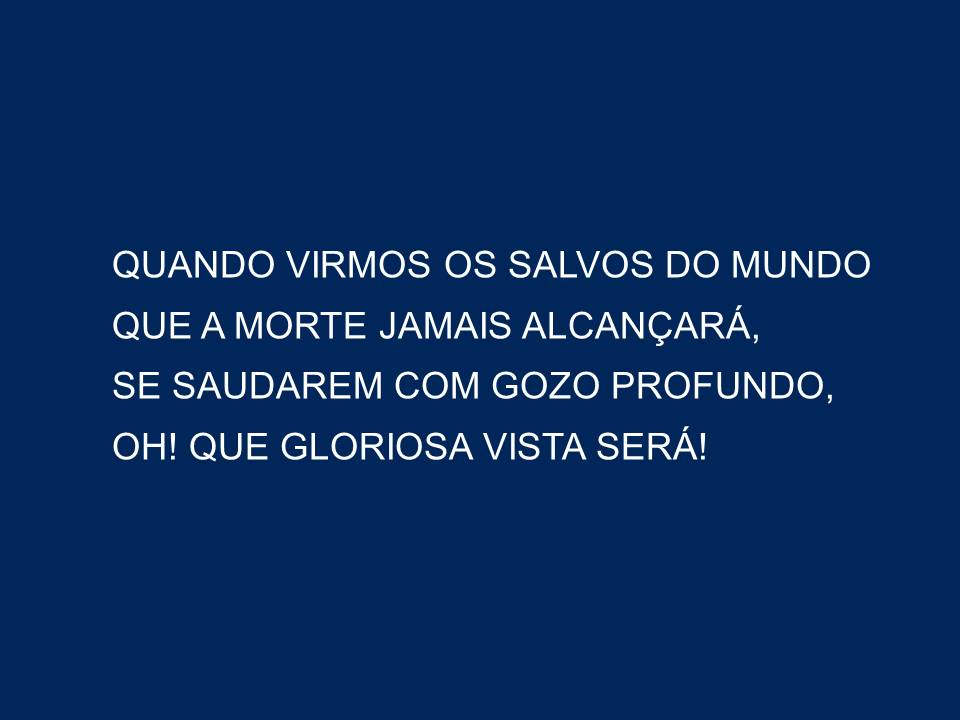 QUANDO VIRMOS OS SALVOS DO MUNDO
QUE A MORTE JAMAIS ALCANÇARÁ,
SE SAUDAREM COM GOZO PROFUNDO,
OH! QUE GLORIOSA VISTA SERÁ!